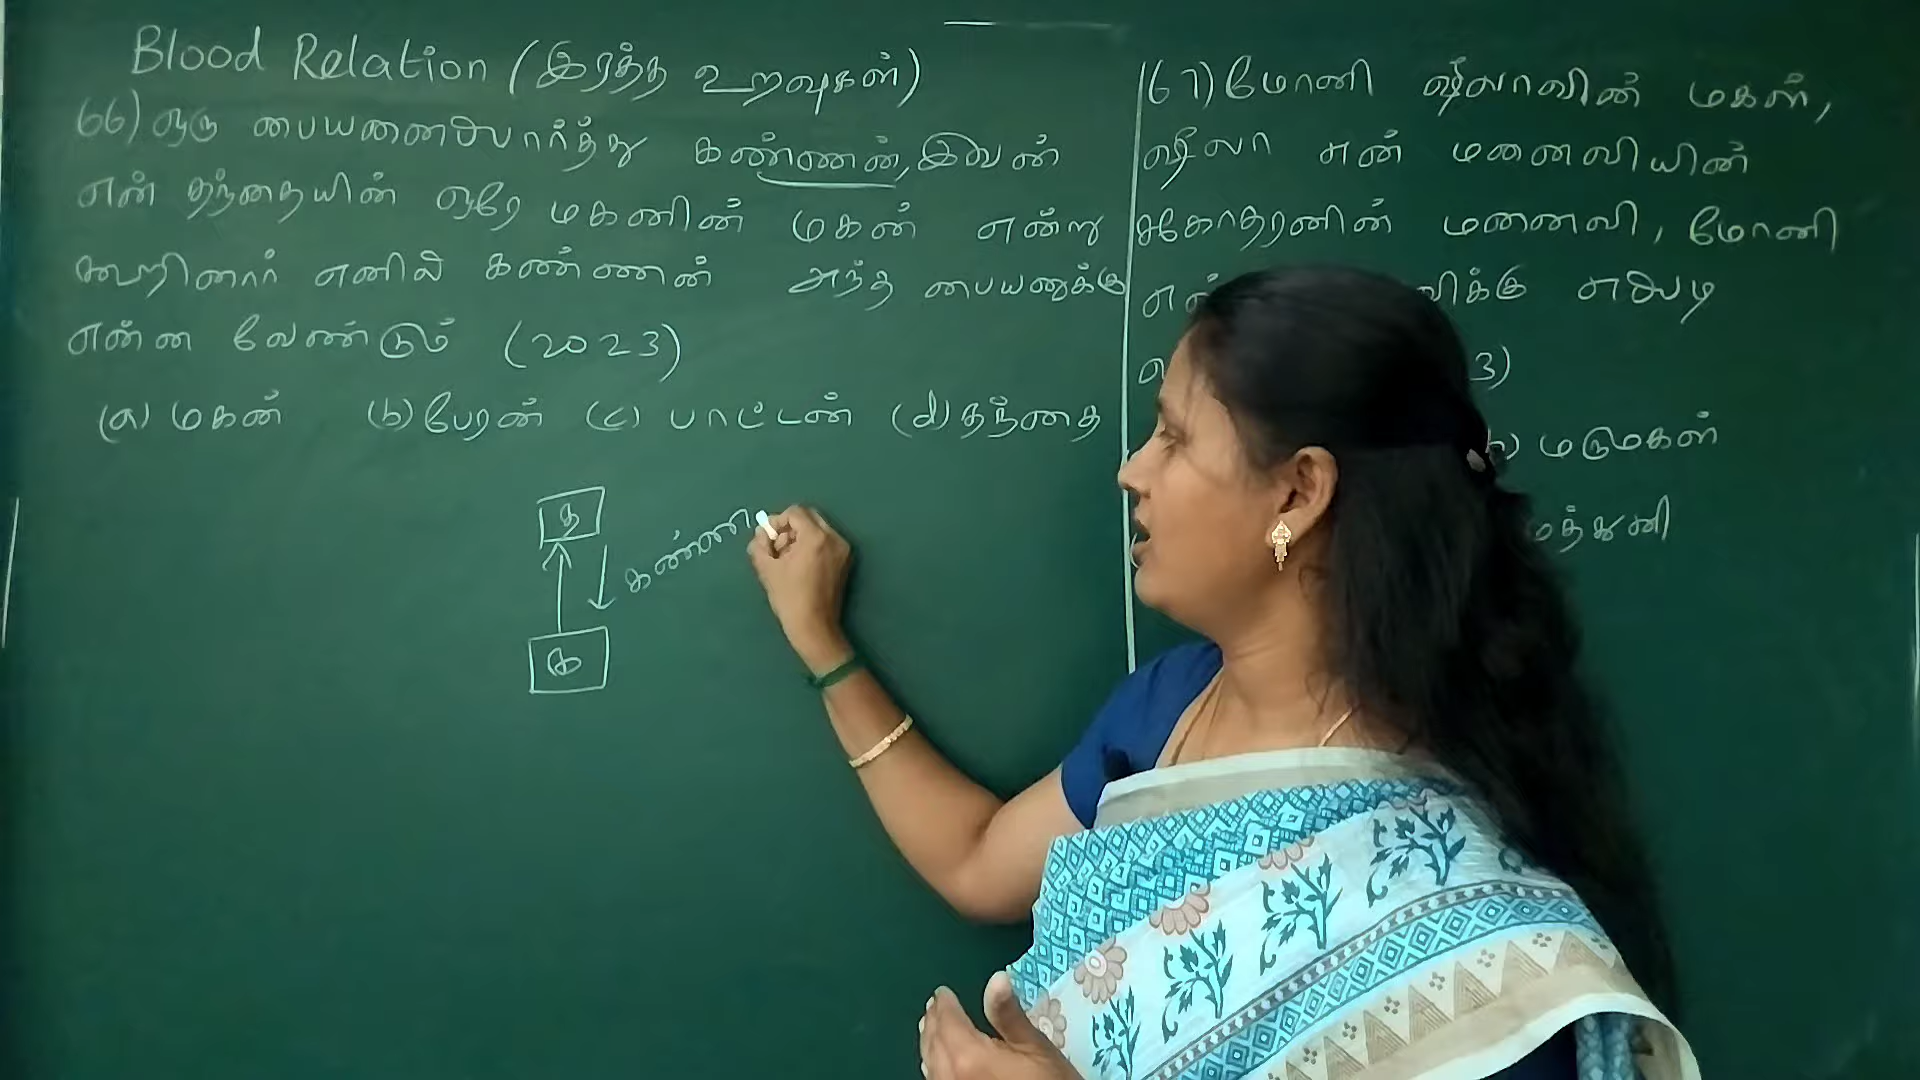 Blood Relation (இரத்த உறவுகள்)
66) ஒரு பையனைப்பார்த்து கண்ணன், இவன்
என் தந்தையின் ஒரே மகனின் மகன் என்று
கூறினார் எனில் கண்ணன் அந்த பையனுக்கு
என்ன வேண்டும் (2023)
(a) மகன் (b) பேரன் (c) பாட்டன் (d) தந்தை
த
கண்ண
67) மோனி ஷீலாவின் மகள்,
ஷீலா என் மனைவியின்
சகோதரனின் மனைவி, மோனி
விக்கு எப்படி
3)
மருமகள்